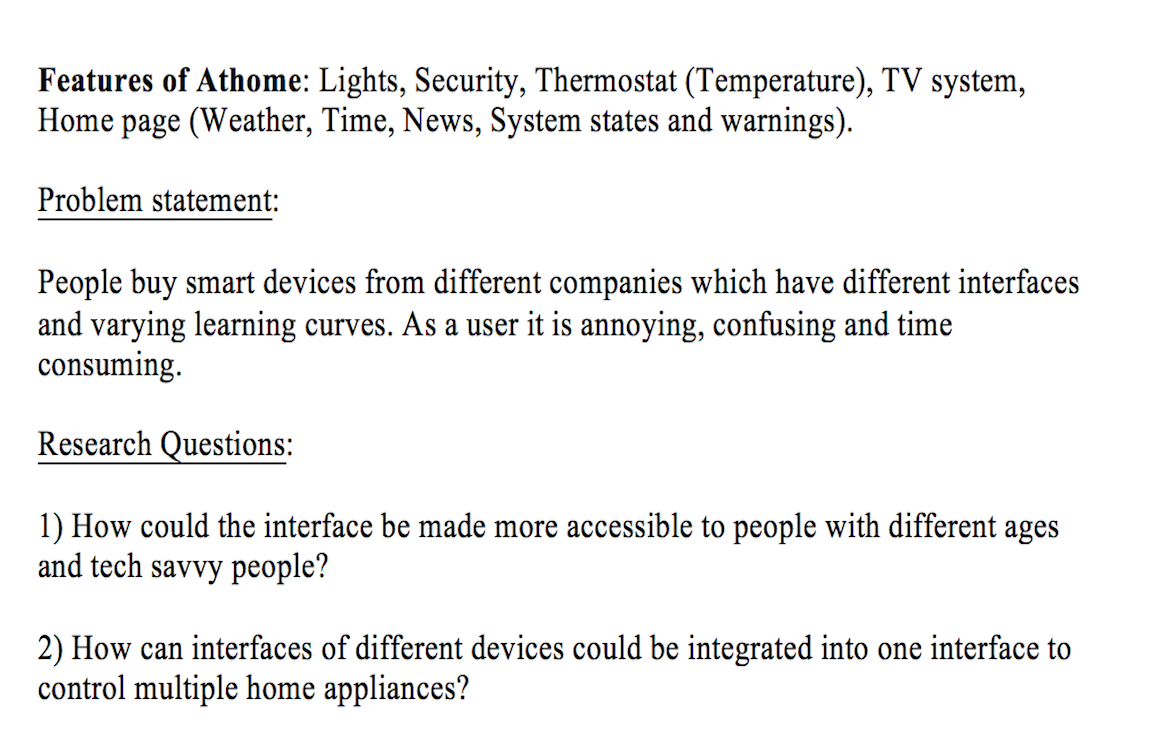 Features of Athome: Lights, Security, Thermostat (Temperature), TV system,
Home page (Weather, Time, News, System states and warnings).
Problem statement:
People buy smart devices from different companies which have different interfaces
and varying learning curves. As a user it is annoying, confusing and time
consuming.
Research Questions:
1) How could the interface be made more accessible to people with different ages
and tech savvy people?
2) How can interfaces of different devices could be integrated into one interface to
control multiple home appliances?